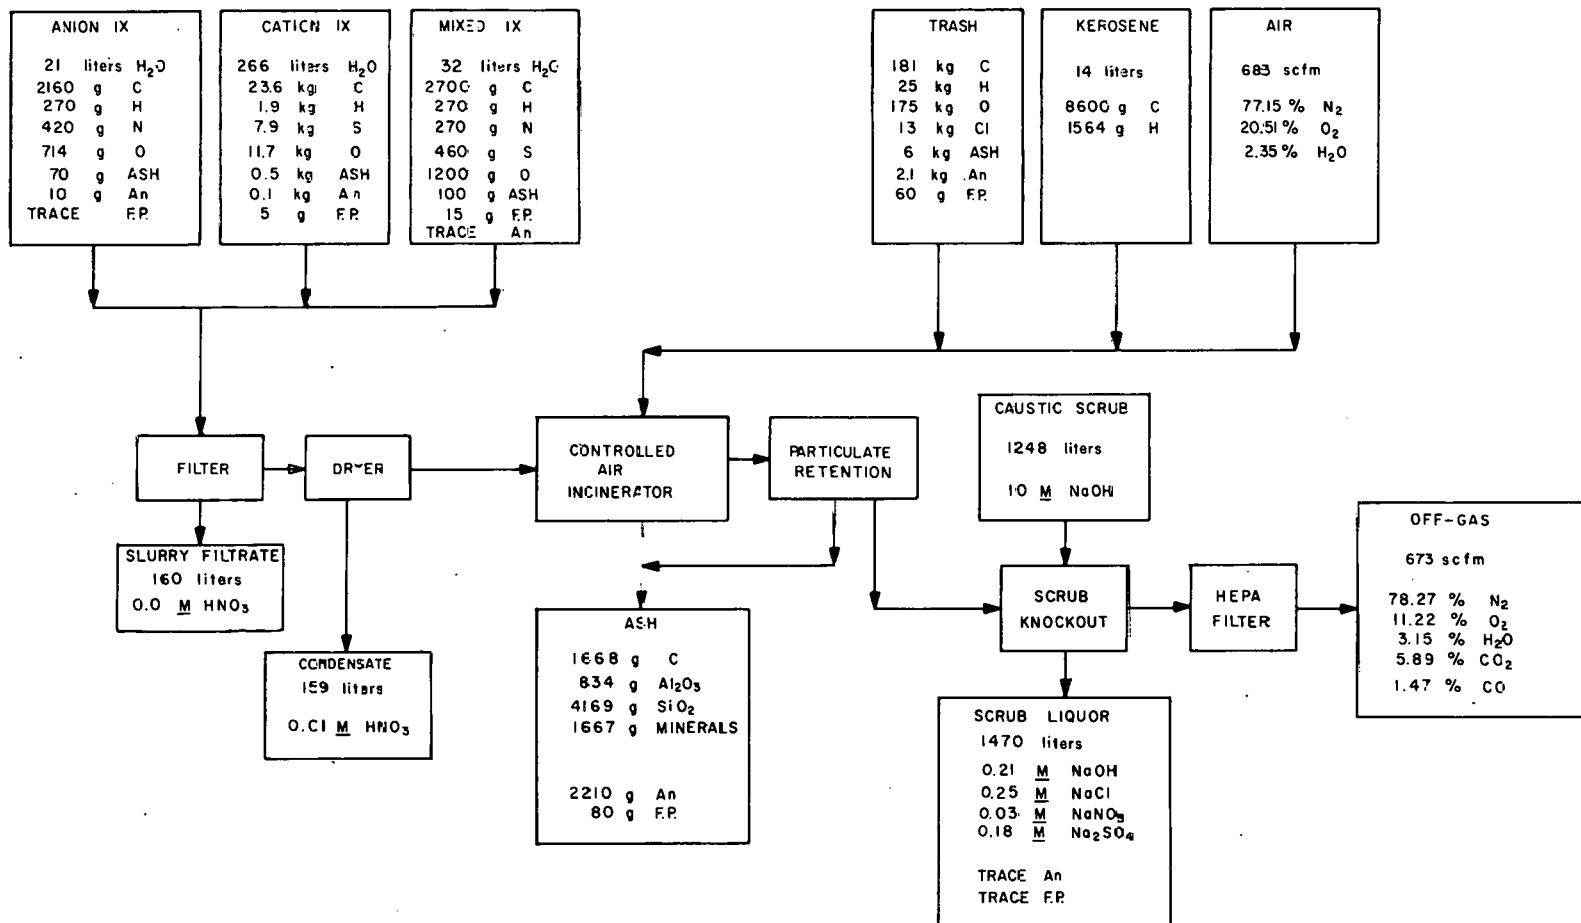 ANION IX
21 liters H₂O
2160 g C
270 g H
420 g N
714 g O
70 g ASH
10 g An
TRACE F.P.
CATICN IX
266 liters H₂O
23.6 kg C
1.9 kg H
7.9 kg S
11.7 kg O
0.5 kg ASH
0.1 kg An
5 g F.P.
MIXED IX
32 liters H₂O
2700 g C
270 g H
270 g N
460 g S
1200 g O
100 g ASH
15 g F.P.
TRACE An
TRASH
181 kg C
25 kg H
175 kg O
13 kg Cl
6 kg ASH
2.1 kg An
60 g F.P.
KEROSENE
14 liters
8600 g C
1564 g H
AIR
683 scfm
77.15 % N₂
20.51 % O₂
2.35 % H₂O
FILTER
DRYER
CONTROLLED
AIR
INCINERATOR
PARTICULATE
RETENTION
CAUSTIC SCRUB
1248 liters
1.0 M NaOH
SLURRY FILTRATE
160 liters
0.0 M HNO₃
CONDENSATE
159 liters
0.Cl M HNO₃
ASH
1668 g C
834 g Al₂O₃
4169 g SiO₂
1667 g MINERALS
2210 g An
80 g F.P.
SCRUB
KNOCKOUT
HEPA
FILTER
OFF-GAS
673 scfm
78.27 % N₂
11.22 % O₂
3.15 % H₂O
5.89 % CO₂
1.47 % CO
SCRUB LIQUOR
1470 liters
0.21 M NaOH
0.25 M NaCl
0.03 M NaNO₃
0.18 M Na₂SO₄
TRACE An
TRACE F.P.